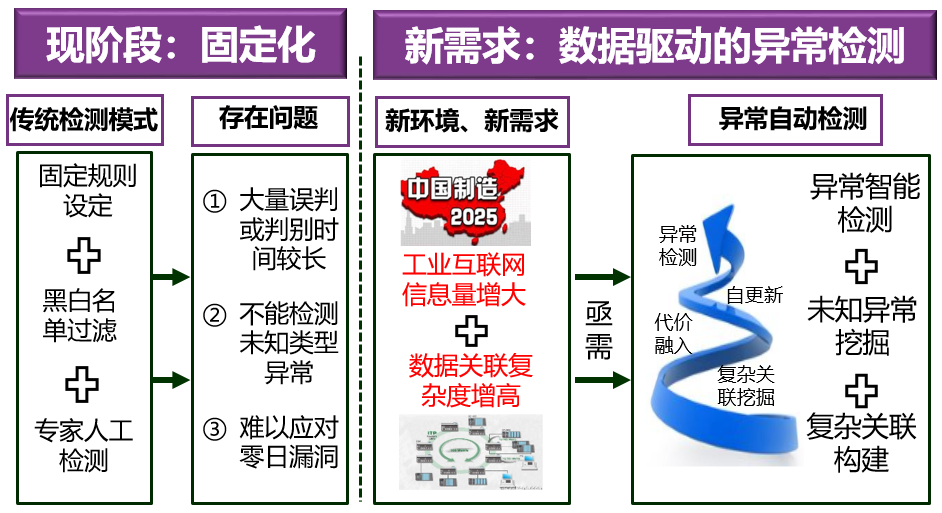 现阶段：固定化
新需求：数据驱动的异常检测
传统检测模式
固定规则
设定
黑白名
单过滤
专家人工
检测
存在问题
① 大量误判
或判别时
间较长
② 不能检测
未知类型
异常
③ 难以应对
零日漏洞
新环境、新需求
中国制造
2025
工业互联网
信息量增大
数据关联复
杂度增高
亟
需
异常自动检测
异常
检测
自更新
代价
融入
复杂关
联挖掘
异常智能
检测
未知异常
挖掘
复杂关联
构建